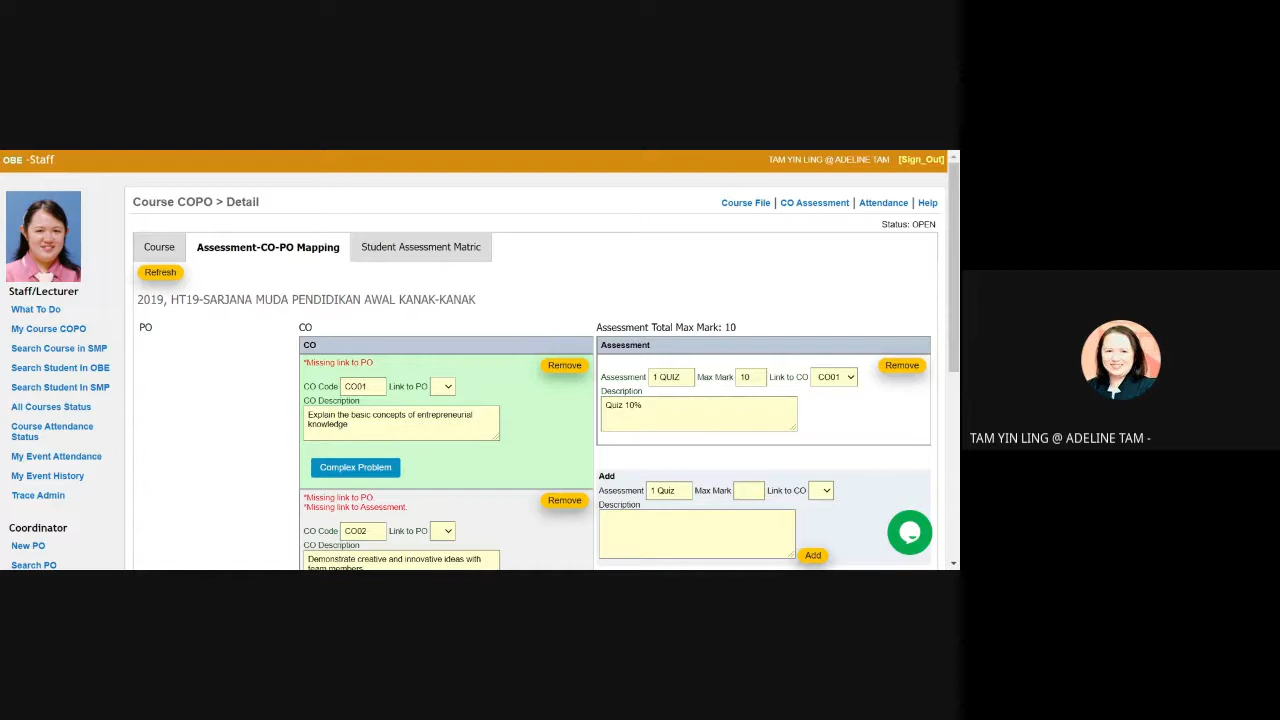 OBE -Staff
TAM YIN LING @ ADELINE TAM [Sign_Out]
Course COPO > Detail
Course File | CO Assessment | Attendance | Help
Status: OPEN
Course Assessment-CO-PO Mapping Student Assessment Matric
Refresh
2019, HT19-SARJANA MUDA PENDIDIKAN AWAL KANAK-KANAK
PO CO Assessment Total Max Mark: 10
CO
*Missing link to PO.
Remove
CO Code CO01 Link to PO
CO Description
Explain the basic concepts of entrepreneurial
knowledge
Complex Problem
*Missing link to PO.
*Missing link to Assessment.
Remove
CO Code CO02 Link to PO
CO Description
Demonstrate creative and innovative ideas with
team members
Assessment
Remove
Assessment 1 QUIZ Max Mark 10 Link to CO CO01
Description
Quiz 10%
Add
Assessment 1 Quiz Max Mark Link to CO
Description
Add
Staff/Lecturer
What To Do
My Course COPO
Search Course in SMP
Search Student In OBE
Search Student In SMP
All Courses Status
Course Attendance
Status
My Event Attendance
My Event History
Trace Admin
Coordinator
New PO
Search PO
TAM YIN LING @ ADELINE TAM -